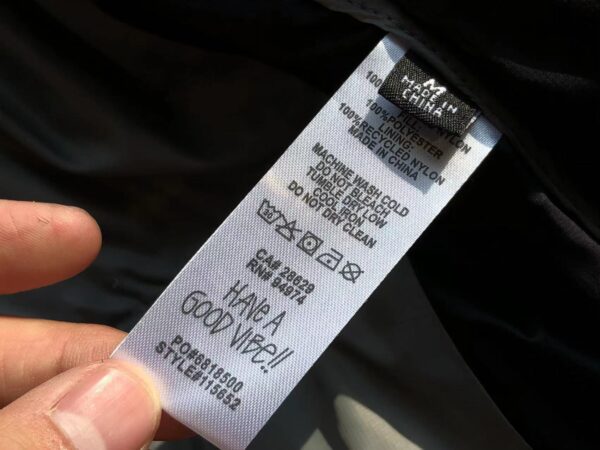 M
MADE IN
CHINA
100
100%POLYESTER
LINING:
100%RECYCLED NYLON
MADE IN CHINA
MACHINE WASH COLD
DO NOT BLEACH
TUMBLE DRY LOW
COOL IRON
DO NOT DRY CLEAN
CA# 28629
RN# 94974
HAVE A
GOOD VIBE!!
PO#6818500
STYLE#115652